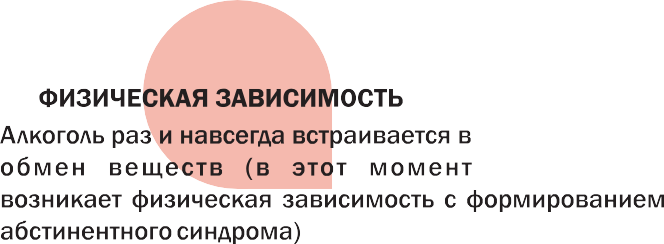 ФИЗИЧЕСКАЯ ЗАВИСИМОСТЬ
Алкоголь раз и навсегда встраивается в
обмен веществ (в этот момент
возникает физическая зависимость с формированием
абстинентного синдрома)